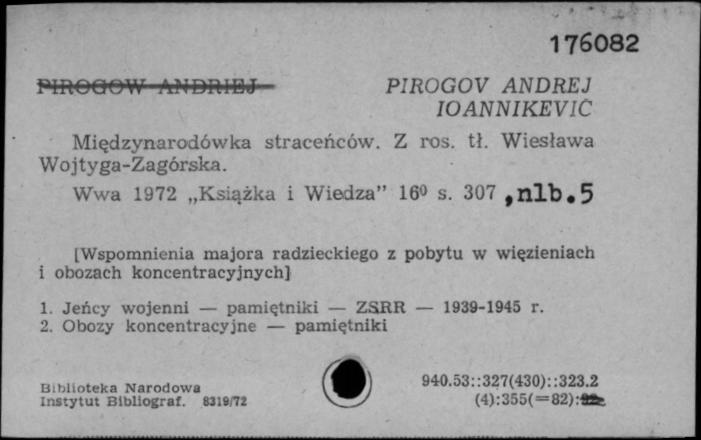 176082
PIROGOW ANDRIEJ
PIROGOV ANDREJ
IOANNIKEVIČ
Międzynarodówka straceńców. Z ros. tł. Wiesława
Wojtyga-Zagórska.
Wwa 1972 „Książka i Wiedza” 16⁰ s. 307 ,nlb.5
[Wspomnienia majora radzieckiego z pobytu w więzieniach
i obozach koncentracyjnych]
1. Jeńcy wojenni — pamiętniki — ZSRR — 1939-1945 r.
2. Obozy koncentracyjne — pamiętniki
Biblioteka Narodowa
Instytut Bibliograf. 8319/72
940.53::327(430)::323.2
(4):355(=82):